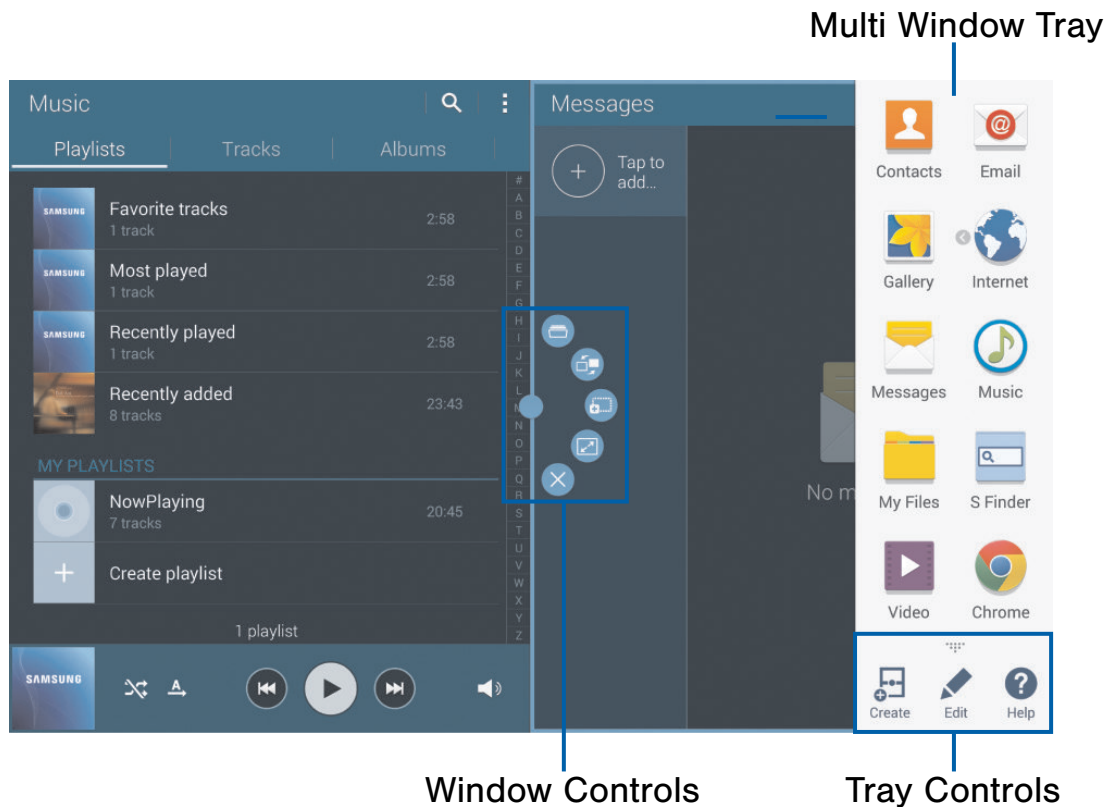 Multi Window Tray
Music
Messages
Playlists
Tracks
Albums
Tap to
add...
SAMSUNG
Favorite tracks
1 track
2:58
SAMSUNG
Most played
1 track
2:58
SAMSUNG
Recently played
1 track
2:58
Recently added
8 tracks
23:43
MY PLAYLISTS
NowPlaying
7 tracks
20:45
Create playlist
1 playlist
SAMSUNG
A
#
A
B
C
D
E
F
G
H
I
J
K
L
N
O
P
Q
R
S
T
U
V
W
X
Y
Z
No m
Contacts
Email
Gallery
Internet
Messages
Music
My Files
S Finder
Video
Chrome
Create
Edit
Help
Window Controls
Tray Controls